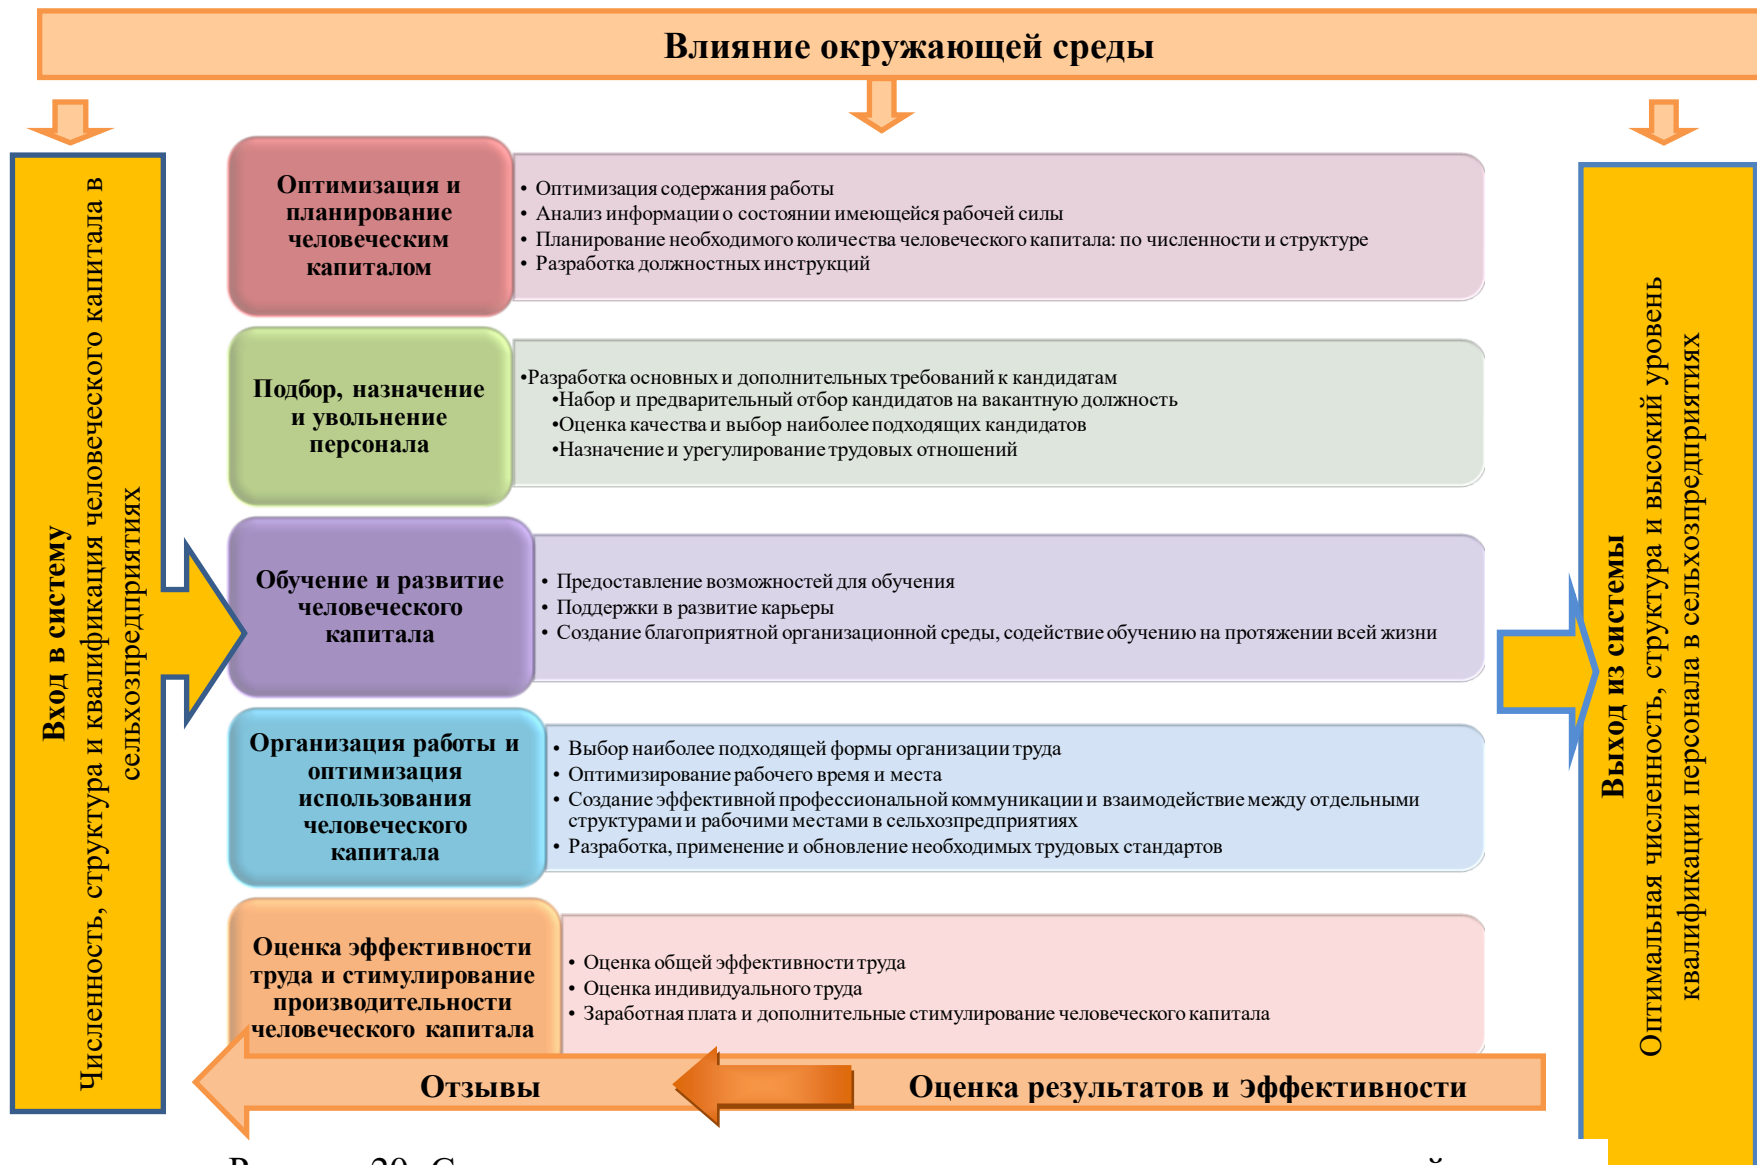 Влияние окружающей среды
Вход в систему
Численность, структура и квалификация человеческого капитала в
сельхозпредприятиях
Оптимизация и
планирование
человеческим
капиталом
• Оптимизация содержания работы
• Анализ информации о состоянии имеющейся рабочей силы
• Планирование необходимого количества человеческого капитала: по численности и структуре
• Разработка должностных инструкций
Подбор, назначение
и увольнение
персонала
•Разработка основных и дополнительных требований к кандидатам
•Набор и предварительный отбор кандидатов на вакантную должность
•Оценка качества и выбор наиболее подходящих кандидатов
•Назначение и урегулирование трудовых отношений
Обучение и развитие
человеческого
капитала
• Предоставление возможностей для обучения
• Поддержки в развитие карьеры
• Создание благоприятной организационной среды, содействие обучению на протяжении всей жизни
Организация работы и
оптимизация
использования
человеческого
капитала
• Выбор наиболее подходящей формы организации труда
• Оптимизирование рабочего время и места
• Создание эффективной профессиональной коммуникации и взаимодействие между отдельными
структурами и рабочими местами в сельхозпредприятиях
• Разработка, применение и обновление необходимых трудовых стандартов
Оценка эффективности
труда и стимулирование
производительности
человеческого капитала
• Оценка общей эффективности труда
• Оценка индивидуального труда
• Заработная плата и дополнительные стимулирование человеческого капитала
Выход из системы
Оптимальная численность, структура и высокий уровень
квалификации персонала в сельхозпредприятиях
Отзывы
Оценка результатов и эффективности